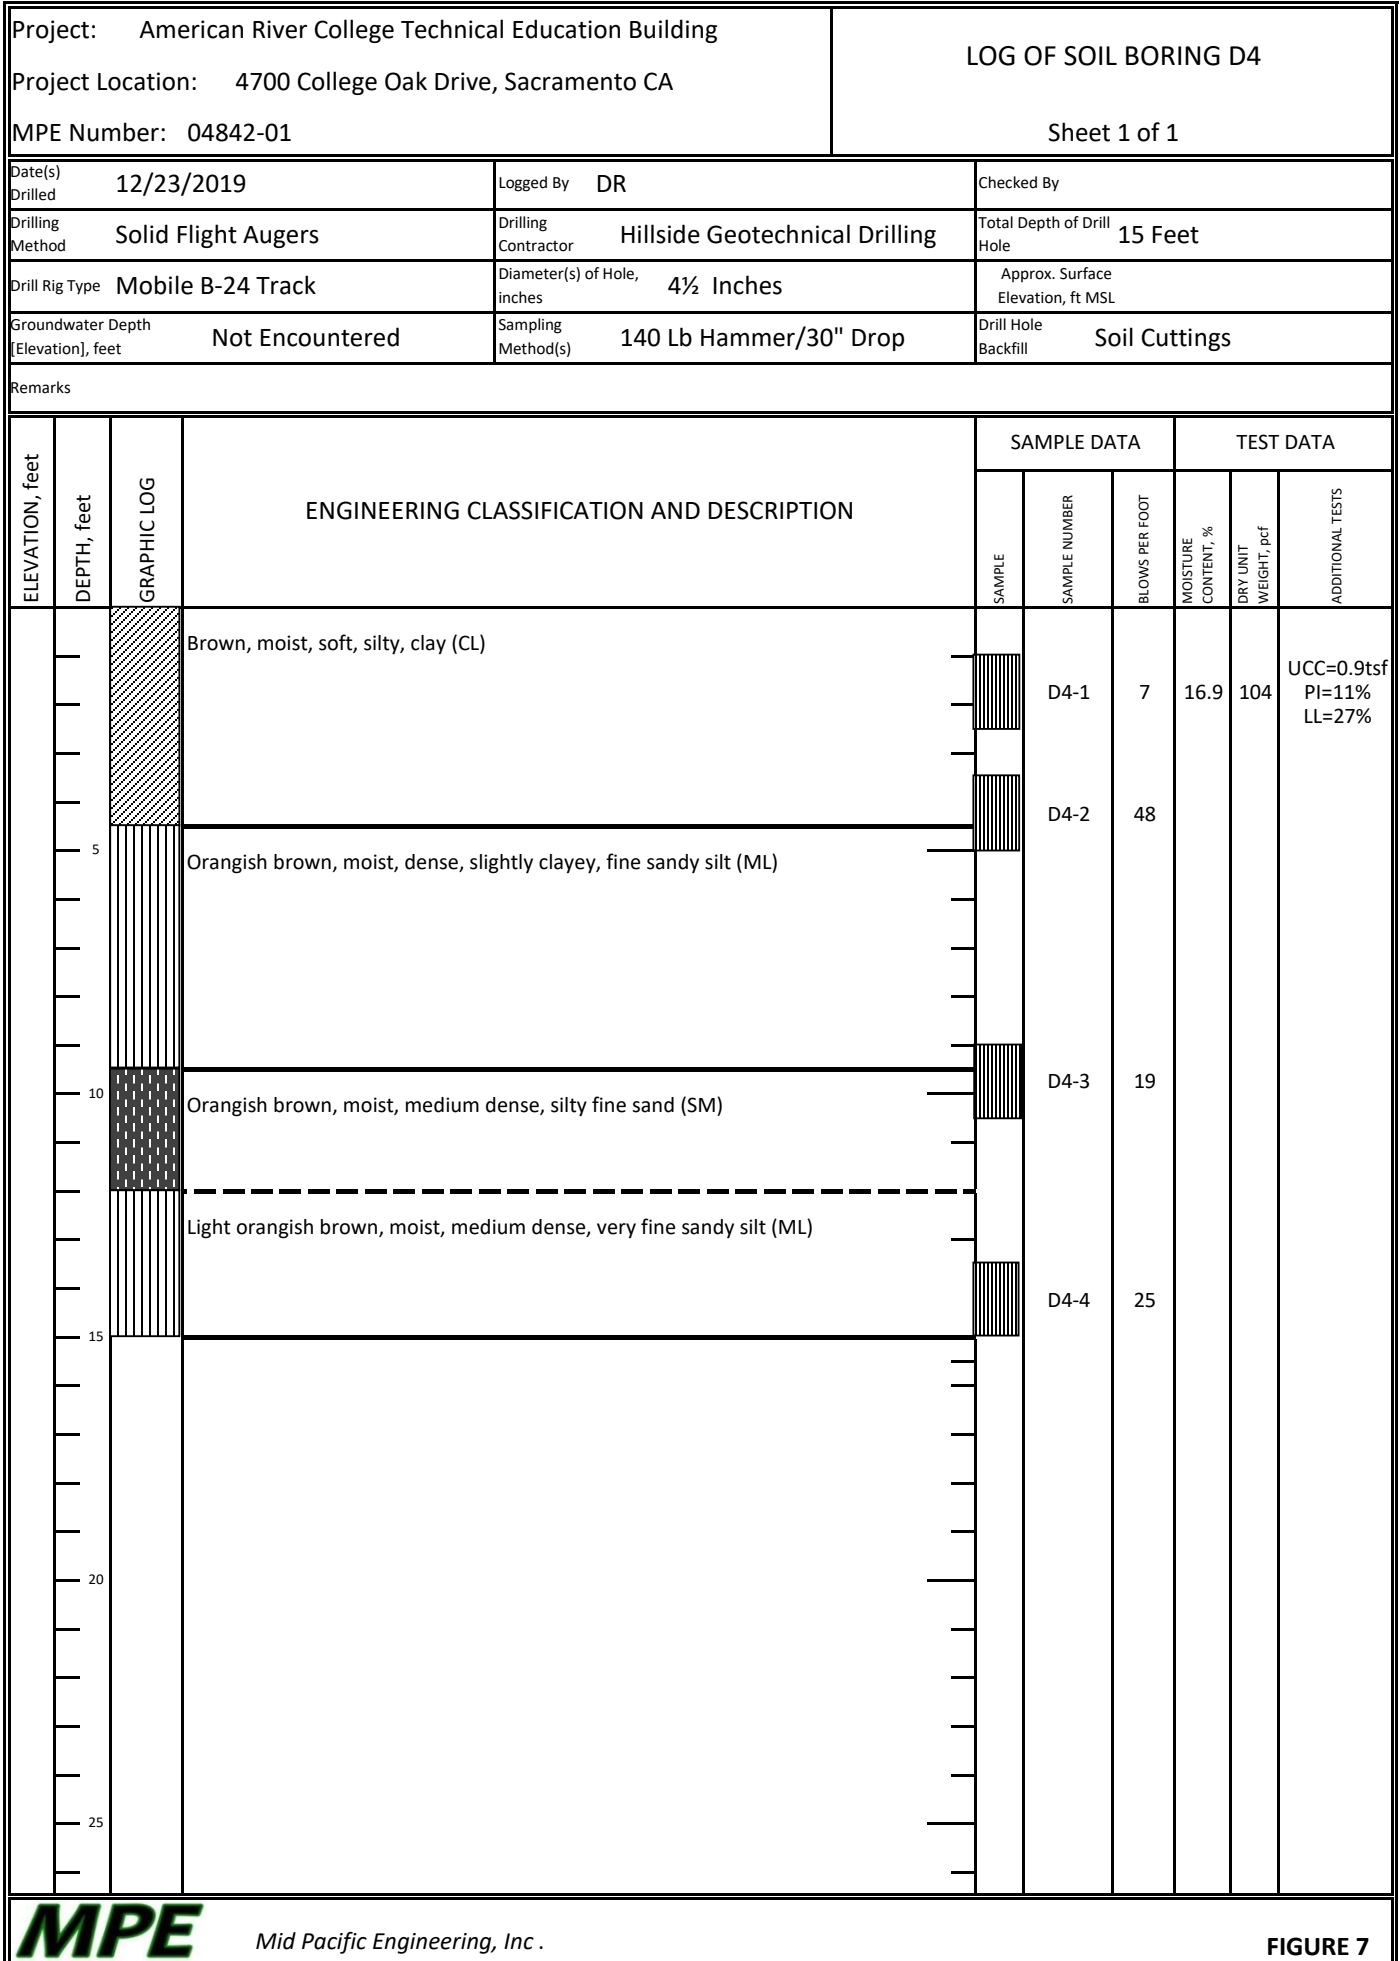 Project: American River College Technical Education Building
Project Location: 4700 College Oak Drive, Sacramento CA
MPE Number: 04842-01
LOG OF SOIL BORING D4
Sheet 1 of 1
Date(s)
Drilled
12/23/2019
Logged By DR
Checked By
Drilling
Method
Solid Flight Augers
Drilling
Contractor
Hillside Geotechnical Drilling
Total Depth of Drill
Hole
15 Feet
Drill Rig Type Mobile B-24 Track
Diameter(s) of Hole,
inches
4½ Inches
Approx. Surface
Elevation, ft MSL
Groundwater Depth
[Elevation], feet
Not Encountered
Sampling
Method(s)
140 Lb Hammer/30" Drop
Drill Hole
Backfill
Soil Cuttings
Remarks
ELEVATION, feet
DEPTH, feet
GRAPHIC LOG
ENGINEERING CLASSIFICATION AND DESCRIPTION
SAMPLE DATA
TEST DATA
SAMPLE
SAMPLE NUMBER
BLOWS PER FOOT
MOISTURE
CONTENT, %
DRY UNIT
WEIGHT, pcf
ADDITIONAL TESTS
Brown, moist, soft, silty, clay (CL)
D4-1 7 16.9 104
UCC=0.9tsf
PI=11%
LL=27%
D4-2 48
5
Orangish brown, moist, dense, slightly clayey, fine sandy silt (ML)
D4-3 19
10
Orangish brown, moist, medium dense, silty fine sand (SM)
Light orangish brown, moist, medium dense, very fine sandy silt (ML)
D4-4 25
15
20
25
MPE
Mid Pacific Engineering, Inc .
FIGURE 7